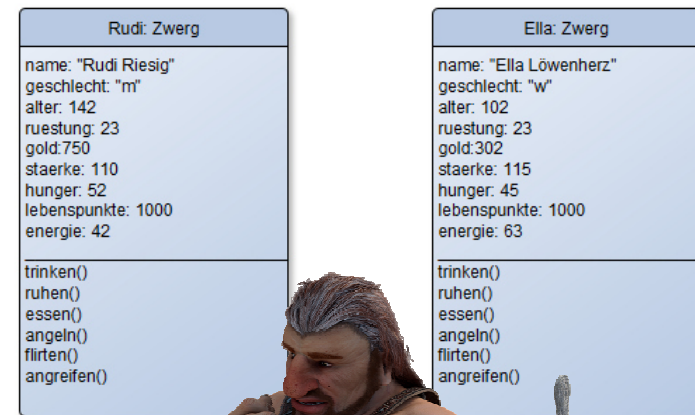 Rudi: Zwerg
name: "Rudi Riesig"
geschlecht: "m"
alter: 142
ruestung: 23
gold:750
staerke: 110
hunger: 52
lebenspunkte: 1000
energie: 42
trinken()
ruhen()
essen()
angeln()
flirten()
angreifen()
Ella: Zwerg
name: "Ella Löwenherz"
geschlecht: "w"
alter: 102
ruestung: 23
gold:302
staerke: 115
hunger: 45
lebenspunkte: 1000
energie: 63
trinken()
ruhen()
essen()
angeln()
flirten()
angreifen()